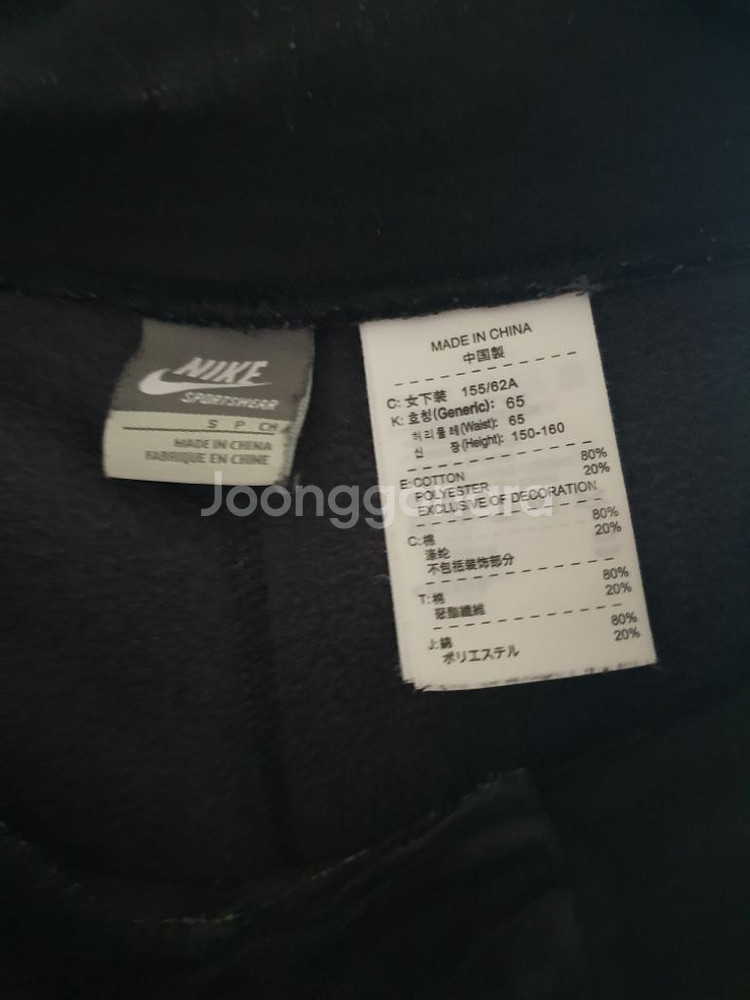 NIKE
SPORTSWEAR
S P CH
MADE IN CHINA
FABRIQUE EN CHINE
MADE IN CHINA
中国製
C: 女下装 155/62A
K: 호칭(Generic): 65
허리둘레(Waist): 65
신 장(Height): 150-160
E: COTTON 80%
POLYESTER 20%
EXCLUSIVE OF DECORATION
C: 棉 80%
涤纶 20%
不包括装饰部分
T: 棉 80%
聚酯纖維 20%
J: 綿 80%
ポリエステル 20%
Joonggonara